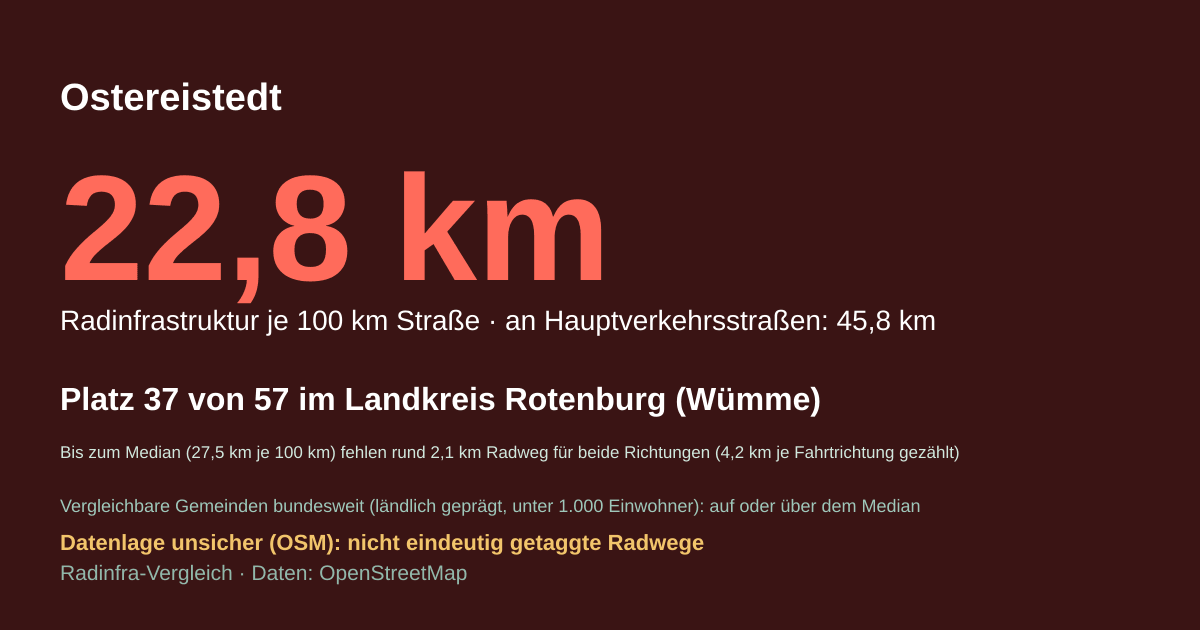 Ostereistedt
22,8 km
Radinfrastruktur je 100 km Straße · an Hauptverkehrsstraßen: 45,8 km
Platz 37 von 57 im Landkreis Rotenburg (Wümme)
Bis zum Median (27,5 km je 100 km) fehlen rund 2,1 km Radweg für beide Richtungen (4,2 km je Fahrtrichtung gezählt)
Vergleichbare Gemeinden bundesweit (ländlich geprägt, unter 1.000 Einwohner): auf oder über dem Median
Datenlage unsicher (OSM): nicht eindeutig getaggte Radwege
Radinfra-Vergleich · Daten: OpenStreetMap